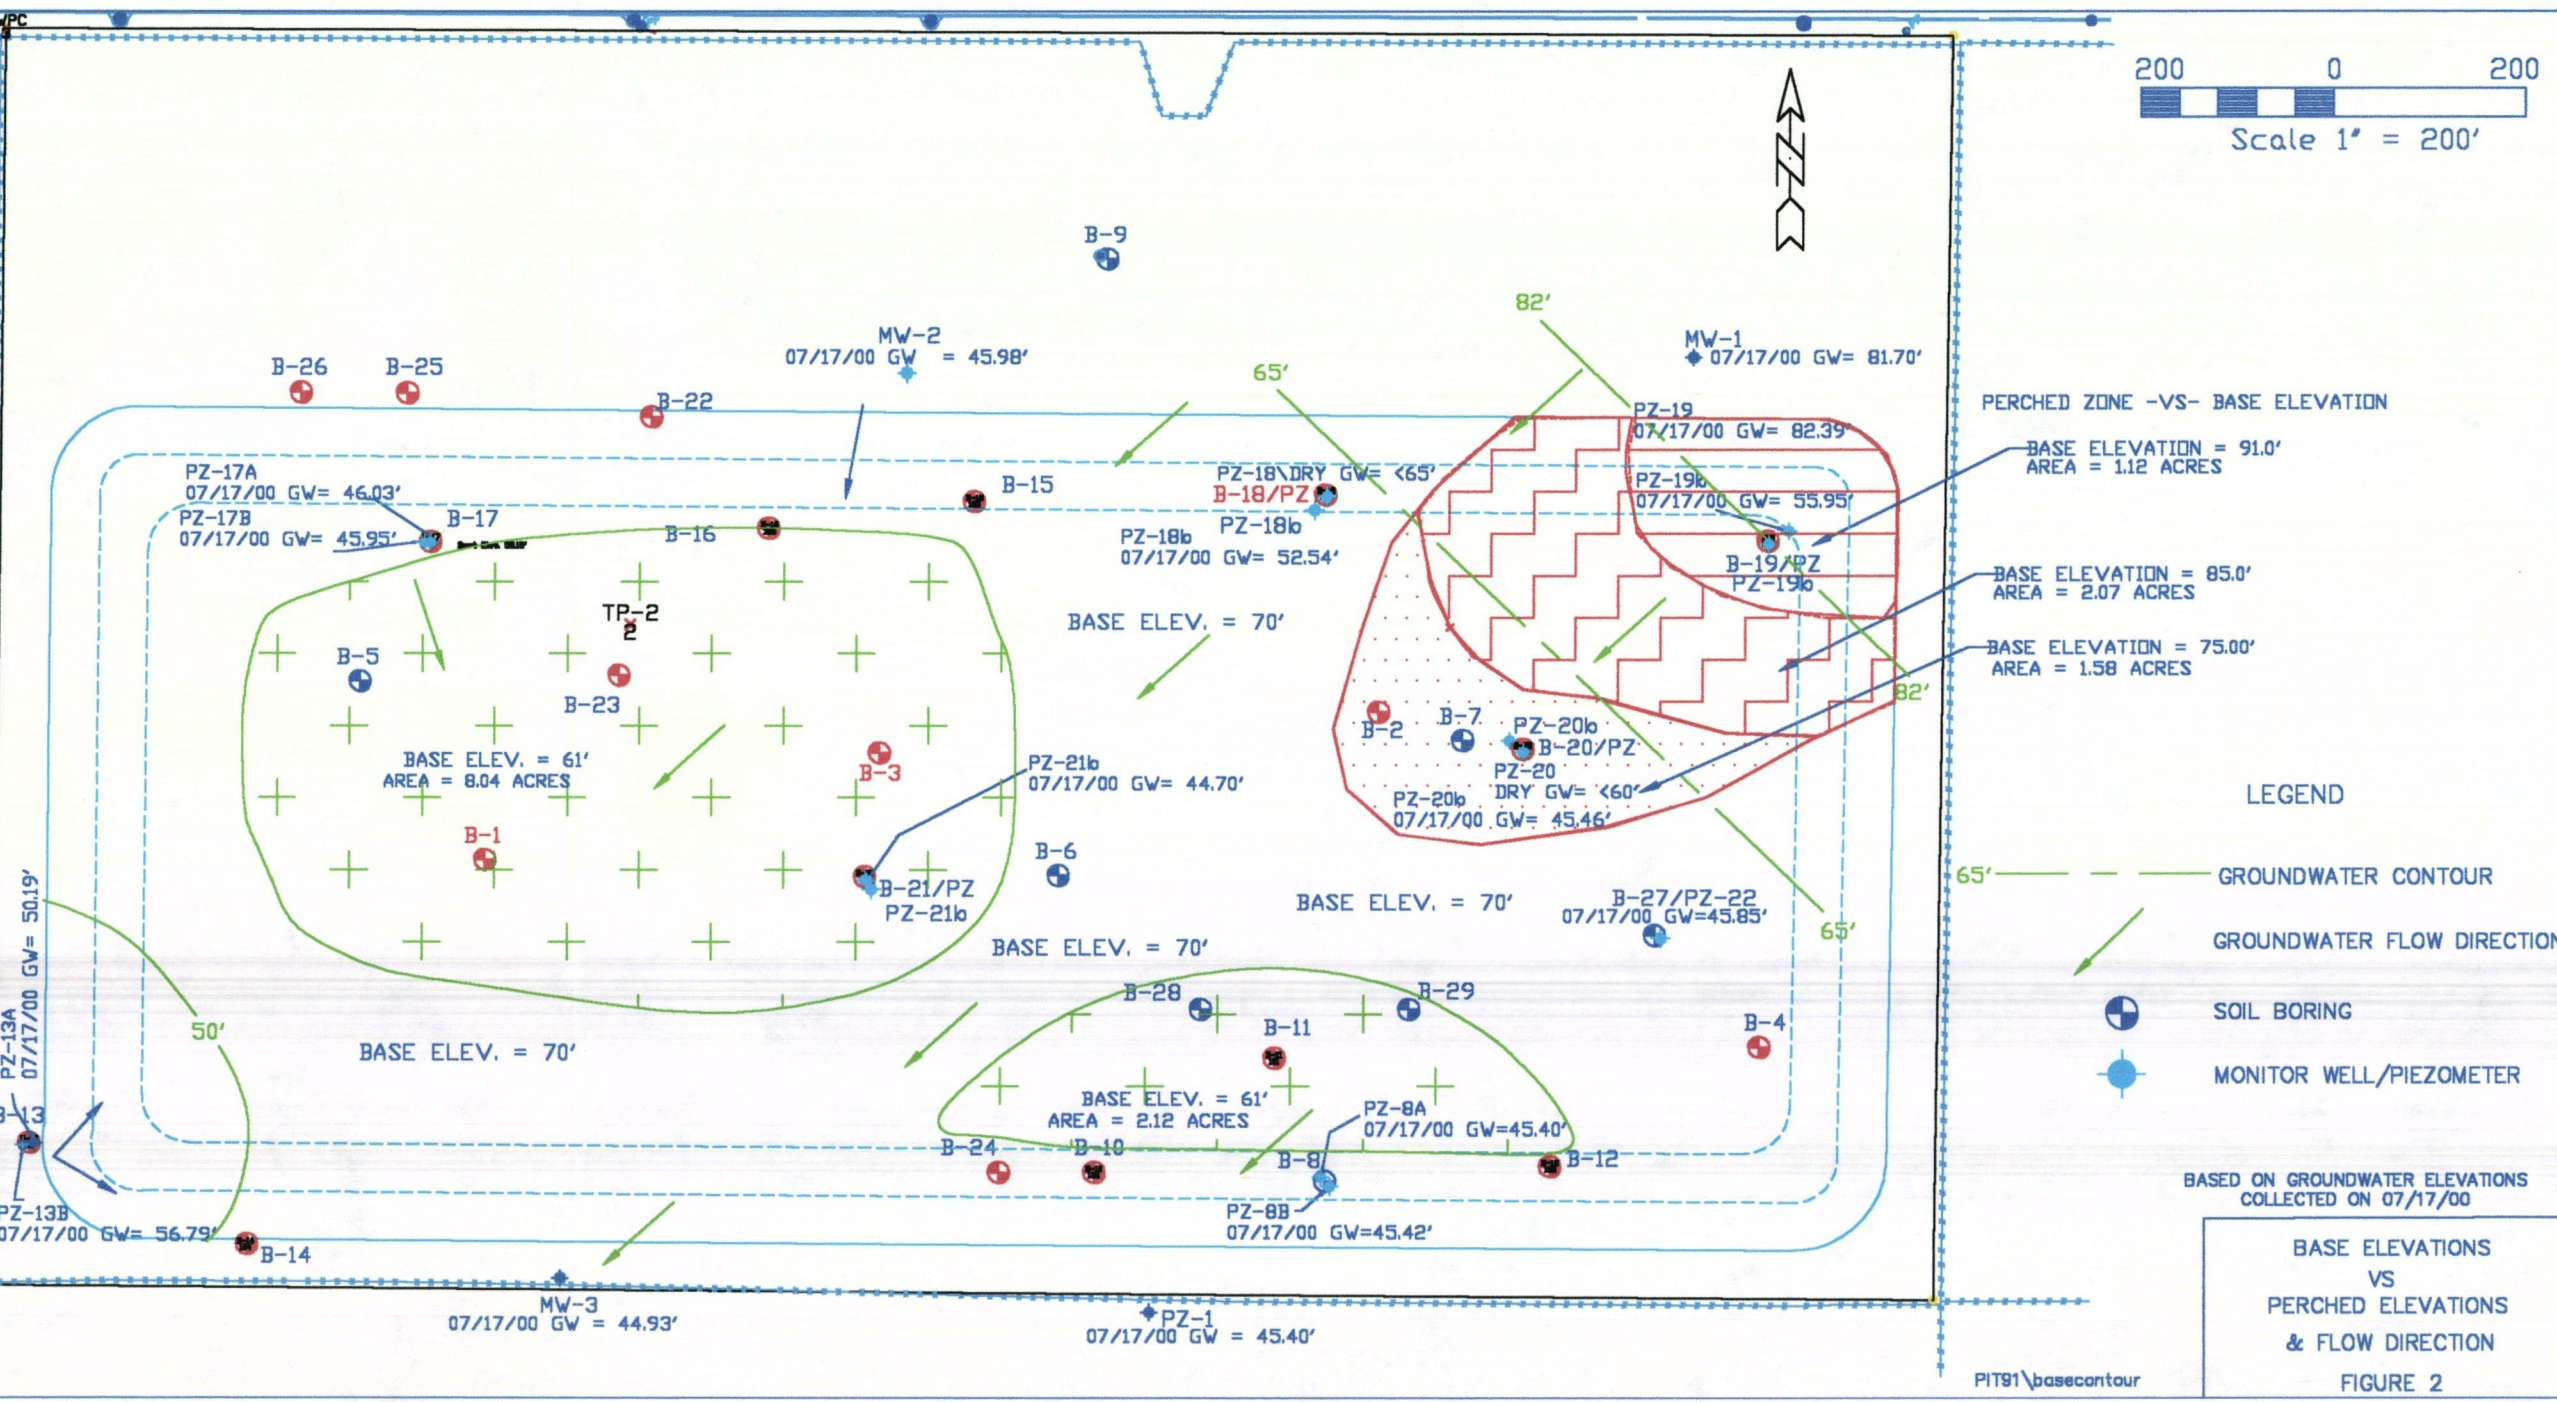 200 0 200
Scale 1" = 200'
N
B-9
82'
MW-2
07/17/00 GW = 45.98'
MW-1
07/17/00 GW= 81.70'
B-26
B-25
B-22
65'
PERCHED ZONE -VS- BASE ELEVATION
PZ-19
07/17/00 GW= 82.39'
BASE ELEVATION = 91.0'
AREA = 1.12 ACRES
PZ-17A
07/17/00 GW= 46.03'
PZ-17B
07/17/00 GW= 45.95'
B-17
B-16
B-15
PZ-18\DRY GW= <65'
B-18/PZ
PZ-18b
PZ-18b
07/17/00 GW= 52.54'
PZ-19b
07/17/00 GW= 55.95'
B-19/PZ
PZ-19b
BASE ELEVATION = 85.0'
AREA = 2.07 ACRES
TP-2
2
BASE ELEV. = 70'
BASE ELEVATION = 75.00'
AREA = 1.58 ACRES
B-5
B-23
82'
B-2
B-7
PZ-20b
B-20/PZ
PZ-20
DRY GW= <60'
PZ-20b
07/17/00 GW= 45.46'
BASE ELEV. = 61'
AREA = 8.04 ACRES
B-3
PZ-21b
07/17/00 GW= 44.70'
LEGEND
B-1
B-6
B-21/PZ
PZ-21b
65'
GROUNDWATER CONTOUR
BASE ELEV. = 70'
B-27/PZ-22
07/17/00 GW=45.85'
65'
GROUNDWATER FLOW DIRECTION
BASE ELEV. = 70'
PZ-13A
07/17/00 GW= 50.19'
50'
B-28
B-29
B-11
B-4
SOIL BORING
BASE ELEV. = 70'
MONITOR WELL/PIEZOMETER
BASE ELEV. = 61'
AREA = 2.12 ACRES
PZ-8A
07/17/00 GW=45.40'
B-13
B-24
B-10
B-8
B-12
PZ-13B
07/17/00 GW= 56.79'
PZ-8B
07/17/00 GW=45.42'
B-14
BASED ON GROUNDWATER ELEVATIONS
COLLECTED ON 07/17/00
MW-3
07/17/00 GW = 44.93'
PZ-1
07/17/00 GW = 45.40'
BASE ELEVATIONS
VS
PERCHED ELEVATIONS
& FLOW DIRECTION
FIGURE 2
PIT91\basecontour